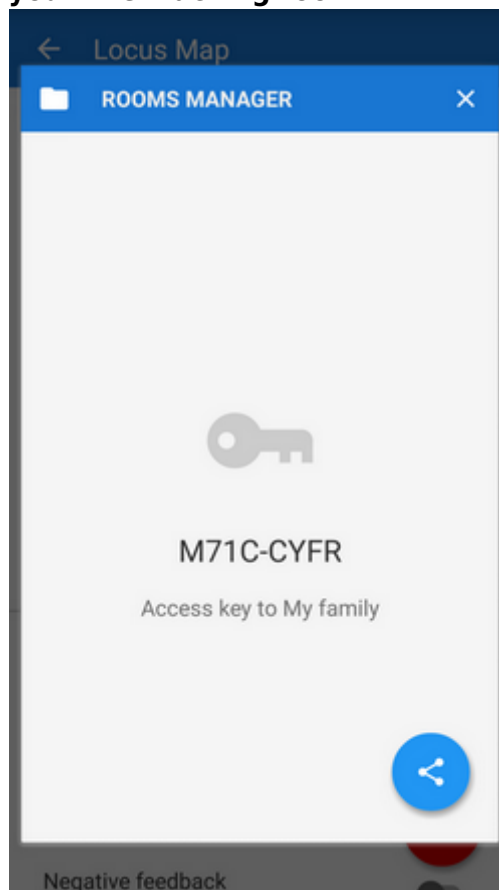 Locus Map
ROOMS MANAGER
M71C-CYFR
Access key to My family
Negative feedback